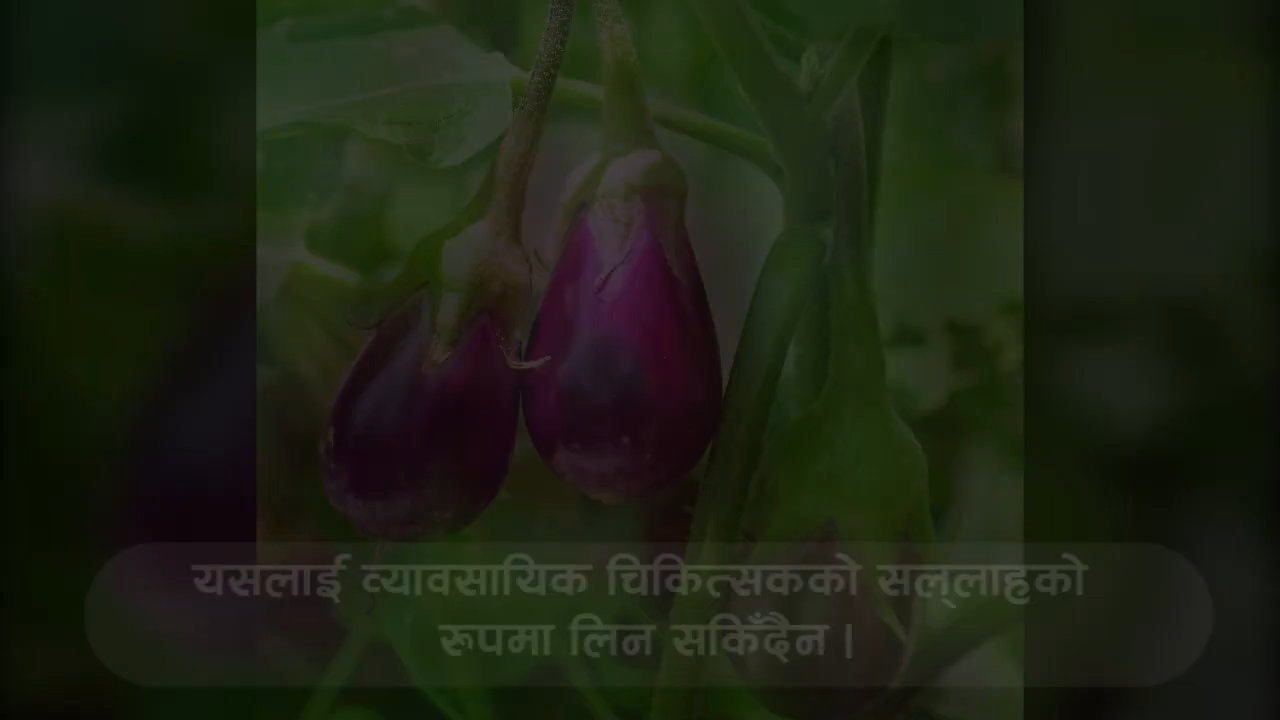 यसलाई व्यावसायिक चिकित्सकको सल्‌लाहको
रूपमा लिन सकिँदैन ।